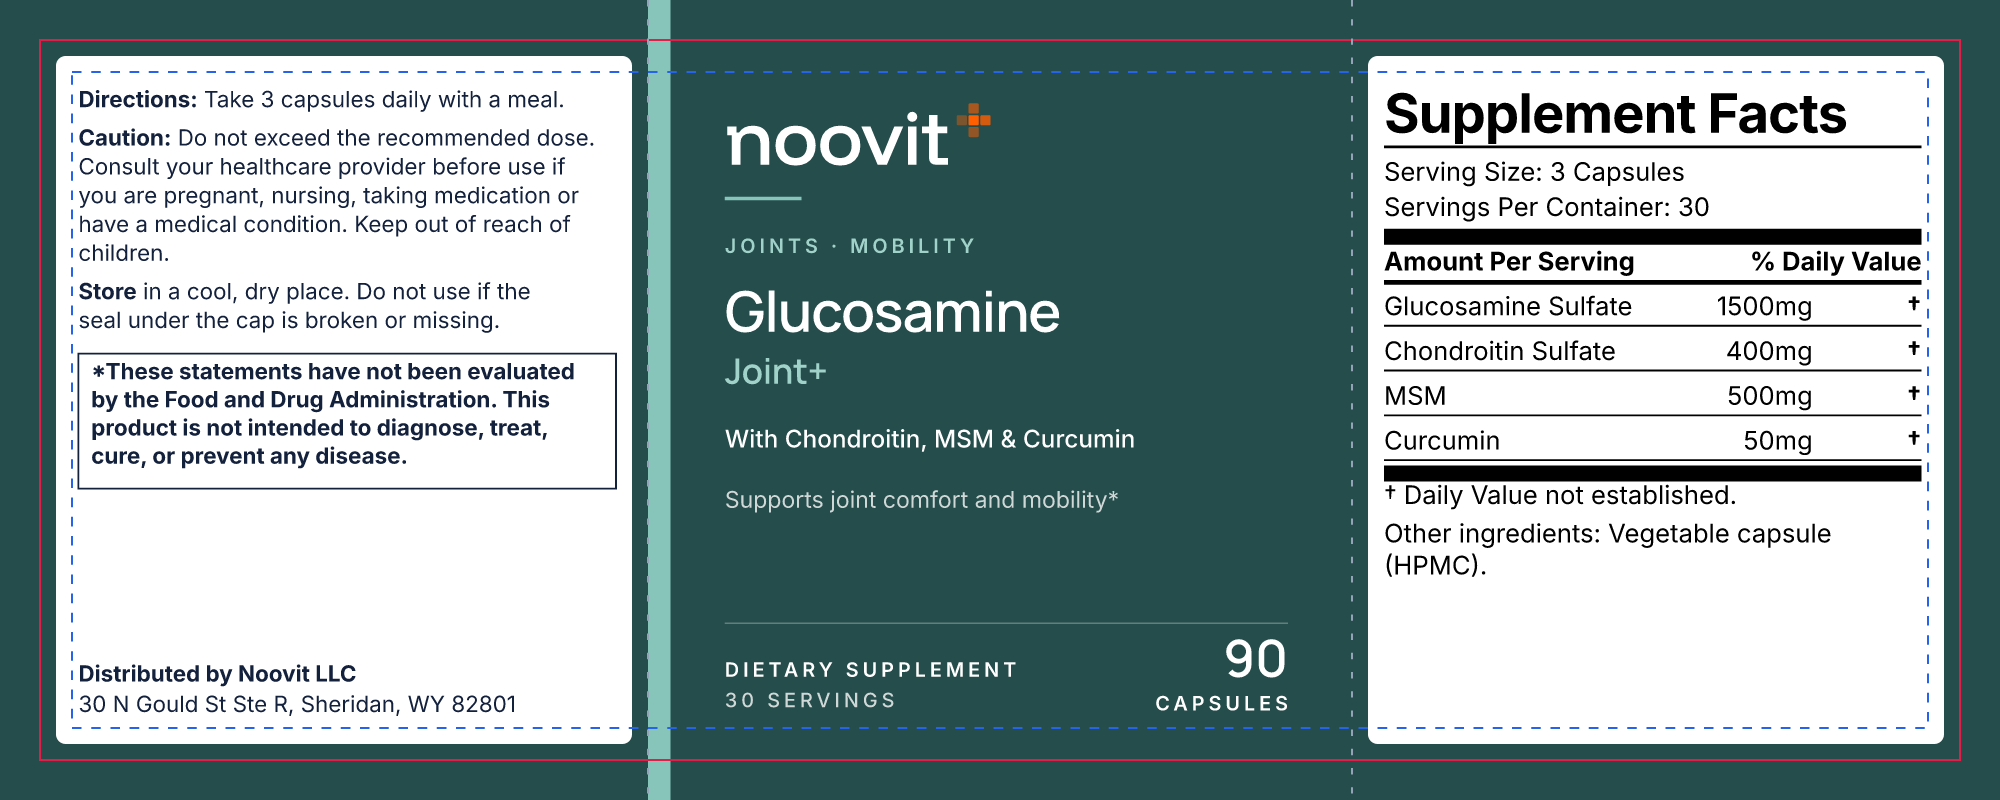 Directions: Take 3 capsules daily with a meal.
Caution: Do not exceed the recommended dose.
Consult your healthcare provider before use if
you are pregnant, nursing, taking medication or
have a medical condition. Keep out of reach of
children.
Store in a cool, dry place. Do not use if the
seal under the cap is broken or missing.
*These statements have not been evaluated
by the Food and Drug Administration. This
product is not intended to diagnose, treat,
cure, or prevent any disease.
Distributed by Noovit LLC
30 N Gould St Ste R, Sheridan, WY 82801
noovit
JOINTS · MOBILITY
Glucosamine
Joint+
With Chondroitin, MSM & Curcumin
Supports joint comfort and mobility*
DIETARY SUPPLEMENT
30 SERVINGS
90
CAPSULES
Supplement Facts
Serving Size: 3 Capsules
Servings Per Container: 30
Amount Per Serving % Daily Value
Glucosamine Sulfate 1500mg †
Chondroitin Sulfate 400mg †
MSM 500mg †
Curcumin 50mg †
† Daily Value not established.
Other ingredients: Vegetable capsule
(HPMC).